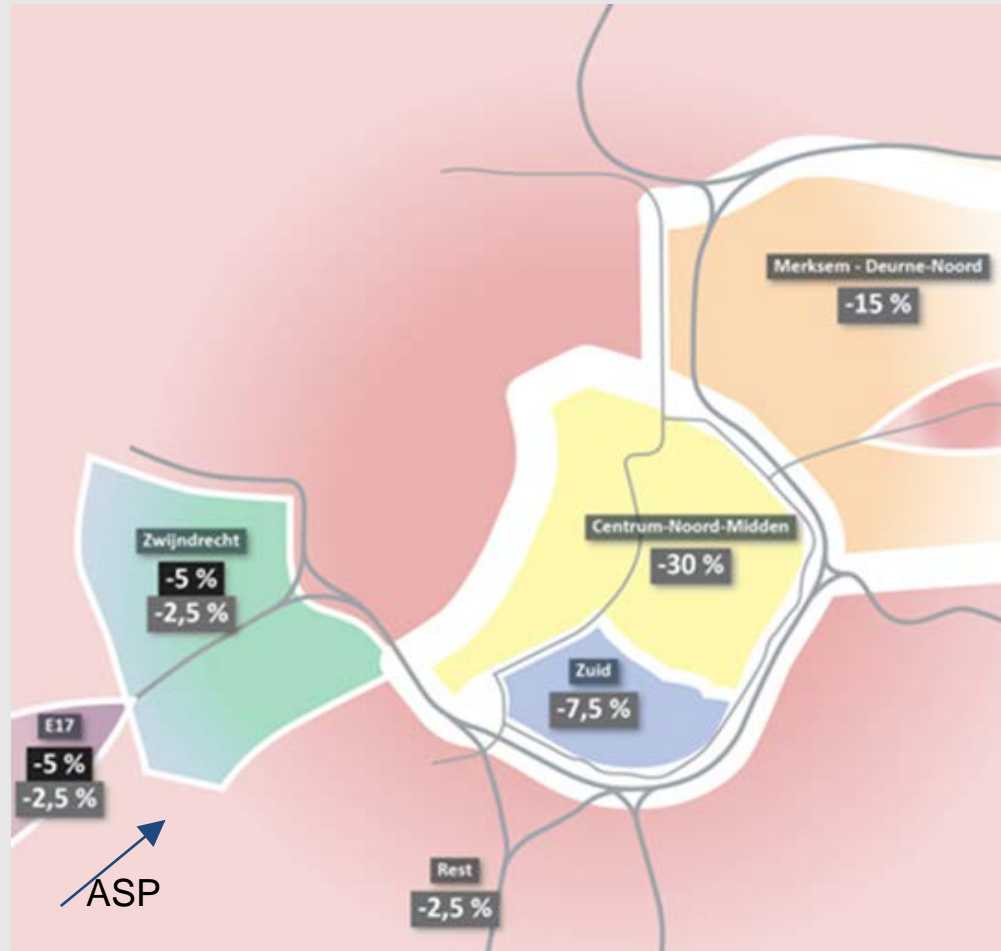 Merksem - Deurne-Noord
-15 %
Centrum-Noord-Midden
-30 %
Zwijndrecht
-5 %
-2,5 %
Zuid
-7,5 %
E17
-5 %
-2,5 %
ASP
Rest
-2,5 %